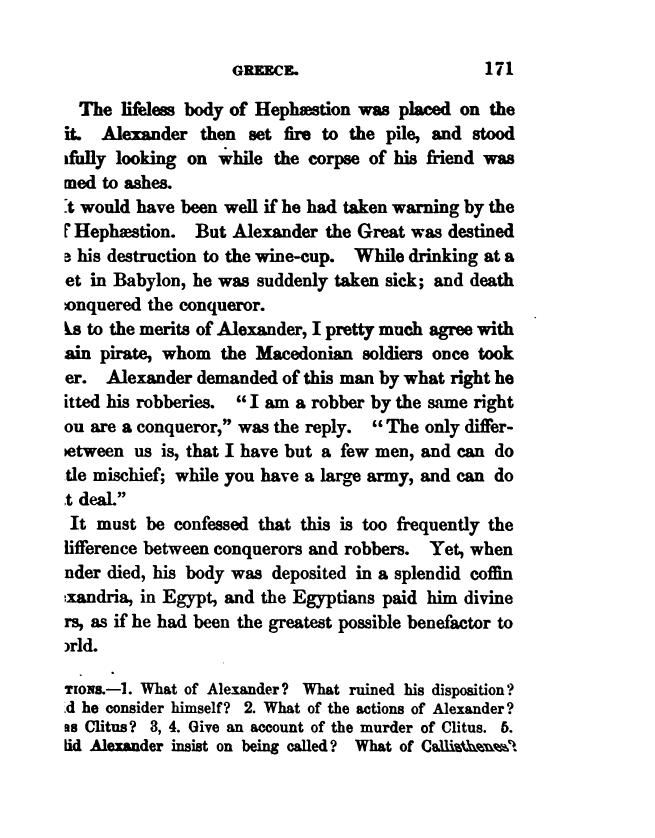 GREECE. 171
The lifeless body of Hephæstion was placed on the
it. Alexander then set fire to the pile, and stood
fully looking on while the corpse of his friend was
med to ashes.
t would have been well if he had taken warning by the
f Hephæstion. But Alexander the Great was destined
e his destruction to the wine-cup. While drinking at a
et in Babylon, he was suddenly taken sick; and death
onquered the conqueror.
As to the merits of Alexander, I pretty much agree with
ain pirate, whom the Macedonian soldiers once took
er. Alexander demanded of this man by what right he
itted his robberies. "I am a robber by the same right
ou are a conqueror," was the reply. "The only differ-
etween us is, that I have but a few men, and can do
tle mischief; while you have a large army, and can do
t deal."
It must be confessed that this is too frequently the
difference between conquerors and robbers. Yet, when
nder died, his body was deposited in a splendid coffin
xandria, in Egypt, and the Egyptians paid him divine
rs, as if he had been the greatest possible benefactor to
orld.
TIONS.—1. What of Alexander? What ruined his disposition?
d he consider himself? 2. What of the actions of Alexander?
as Clitus? 3, 4. Give an account of the murder of Clitus. 5.
did Alexander insist on being called? What of Callisthenes?